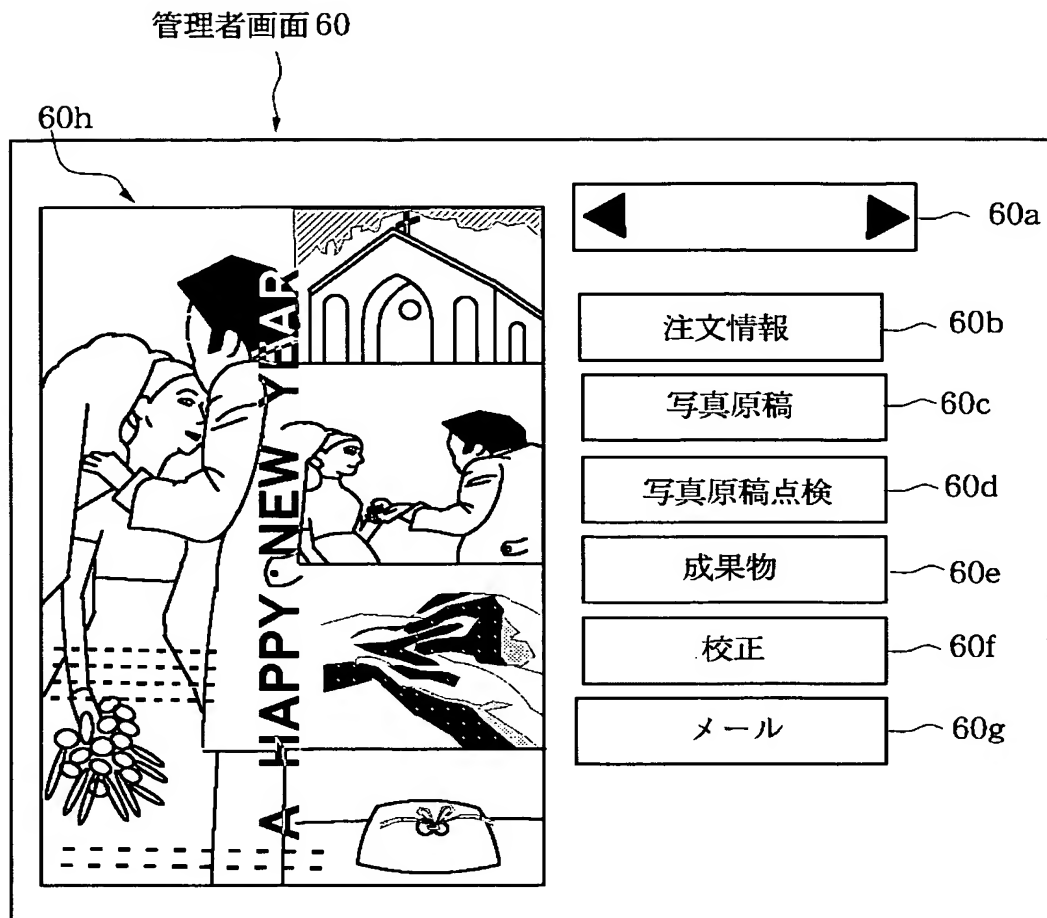 管理者画面60
60h
60a
注文情報
60b
写真原稿
60c
写真原稿点検
60d
成果物
60e
校正
60f
メール
60g
A HAPPY NEW YEAR